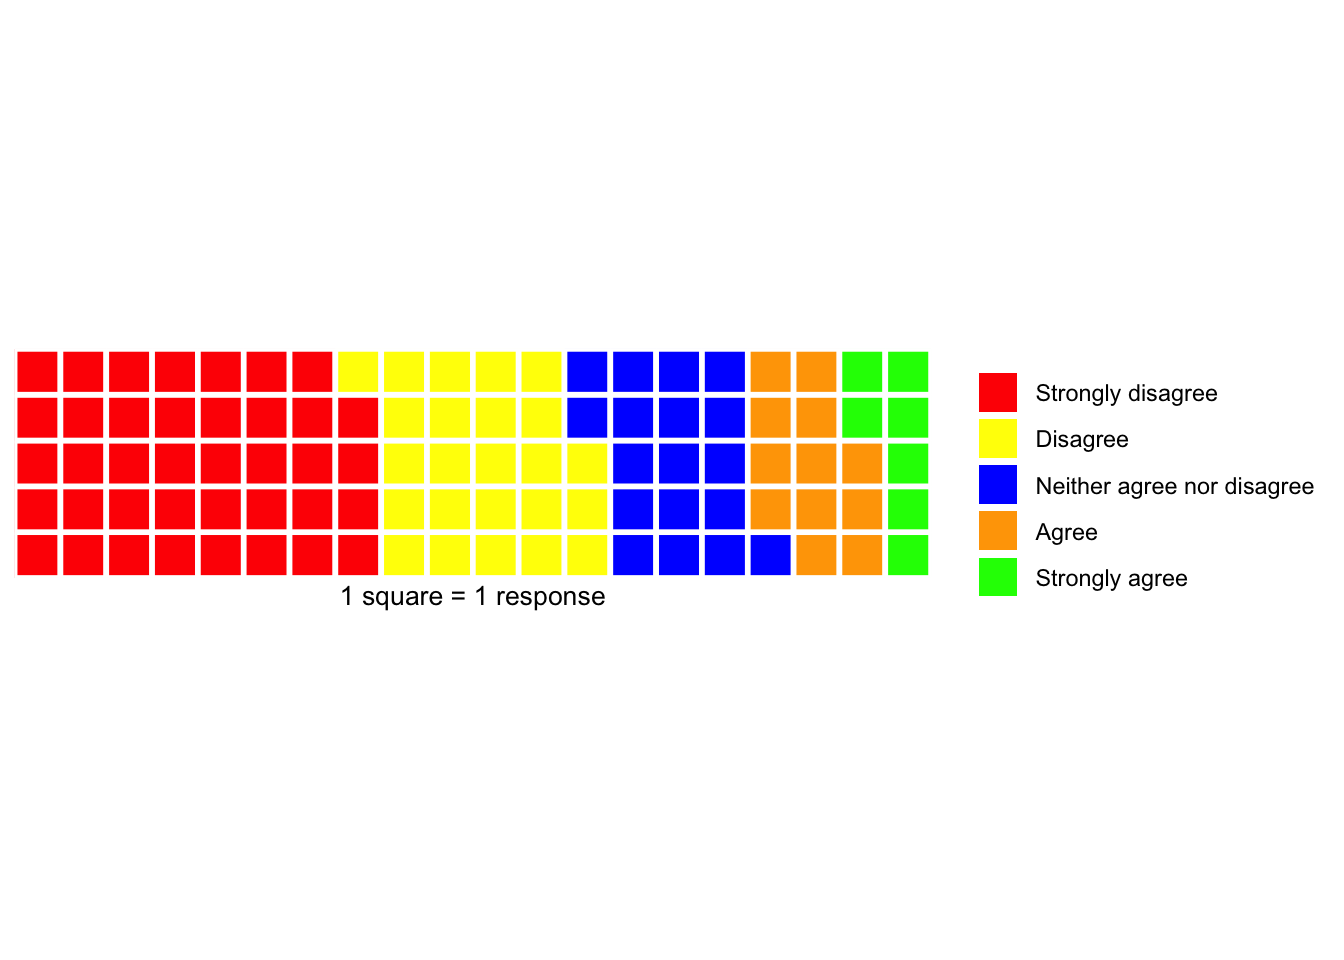 Strongly disagree
Disagree
Neither agree nor disagree
Agree
Strongly agree
1 square = 1 response